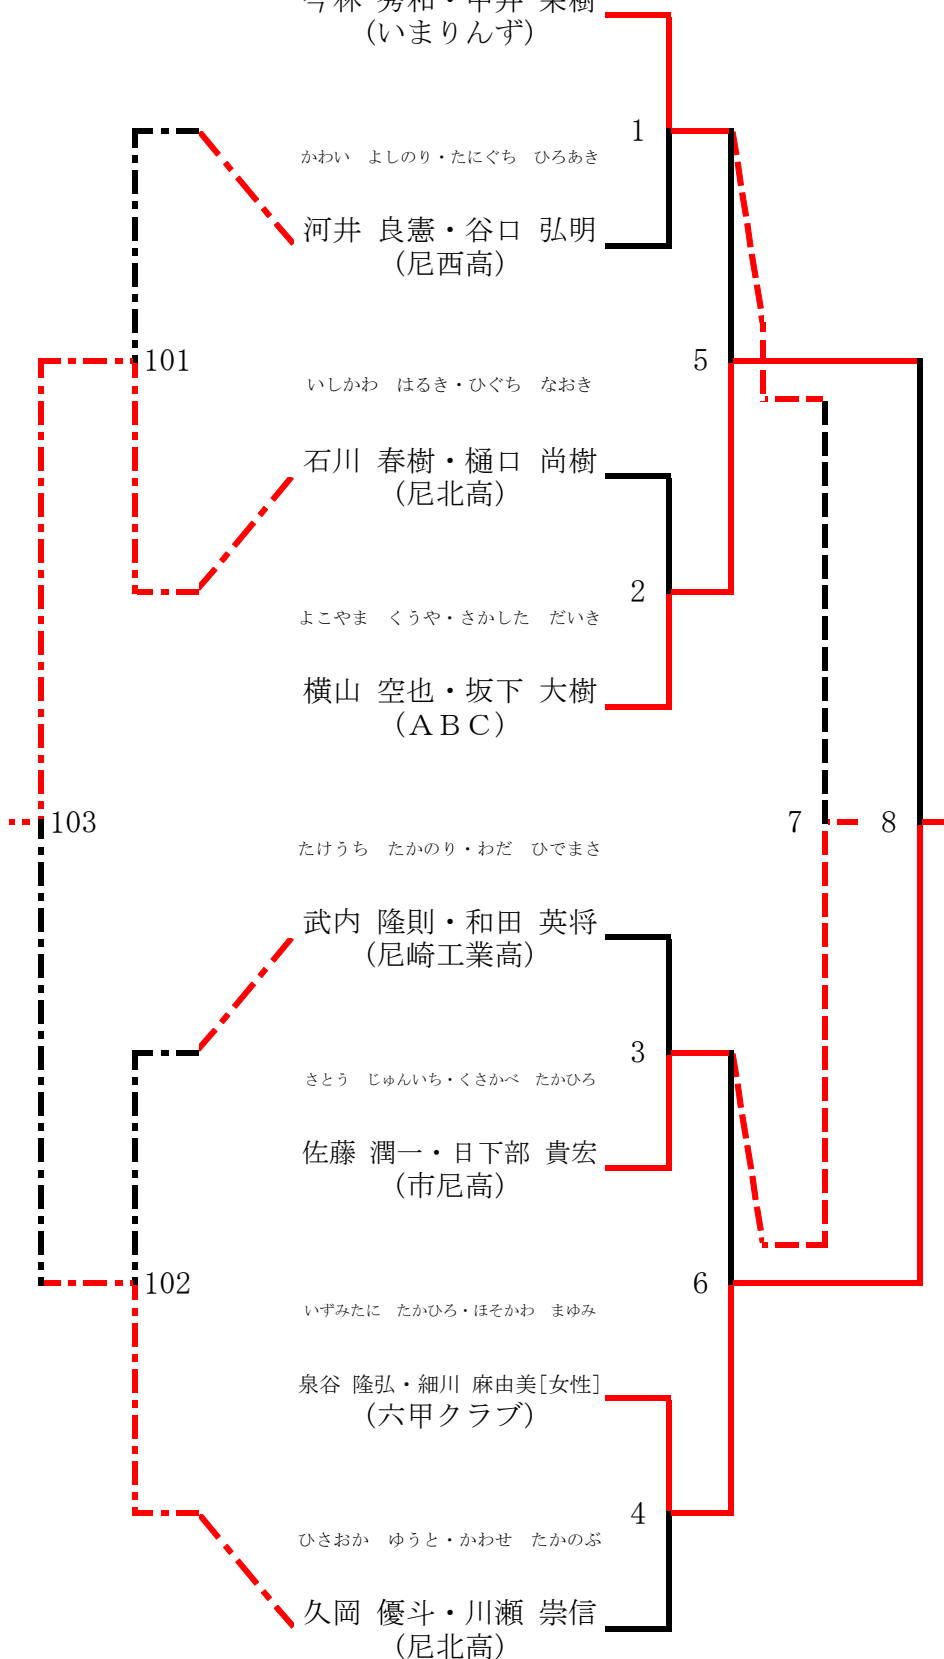 (いまりんず)
1
かわい よしのり・たにぐち ひろあき
河井 良憲・谷口 弘明
(尼西高)
101
5
いしかわ はるき・ひぐち なおき
石川 春樹・樋口 尚樹
(尼北高)
2
よこやま くうや・さかした だいき
横山 空也・坂下 大樹
(ＡＢＣ)
103
7
8
たけうち たかのり・わだ ひでまさ
武内 隆則・和田 英将
(尼崎工業高)
3
さとう じゅんいち・くさかべ たかひろ
佐藤 潤一・日下部 貴宏
(市尼高)
102
6
いずみたに たかひろ・ほそかわ まゆみ
泉谷 隆弘・細川 麻由美[女性]
(六甲クラブ)
4
ひさおか ゆうと・かわせ たかのぶ
久岡 優斗・川瀬 崇信
(尼北高)